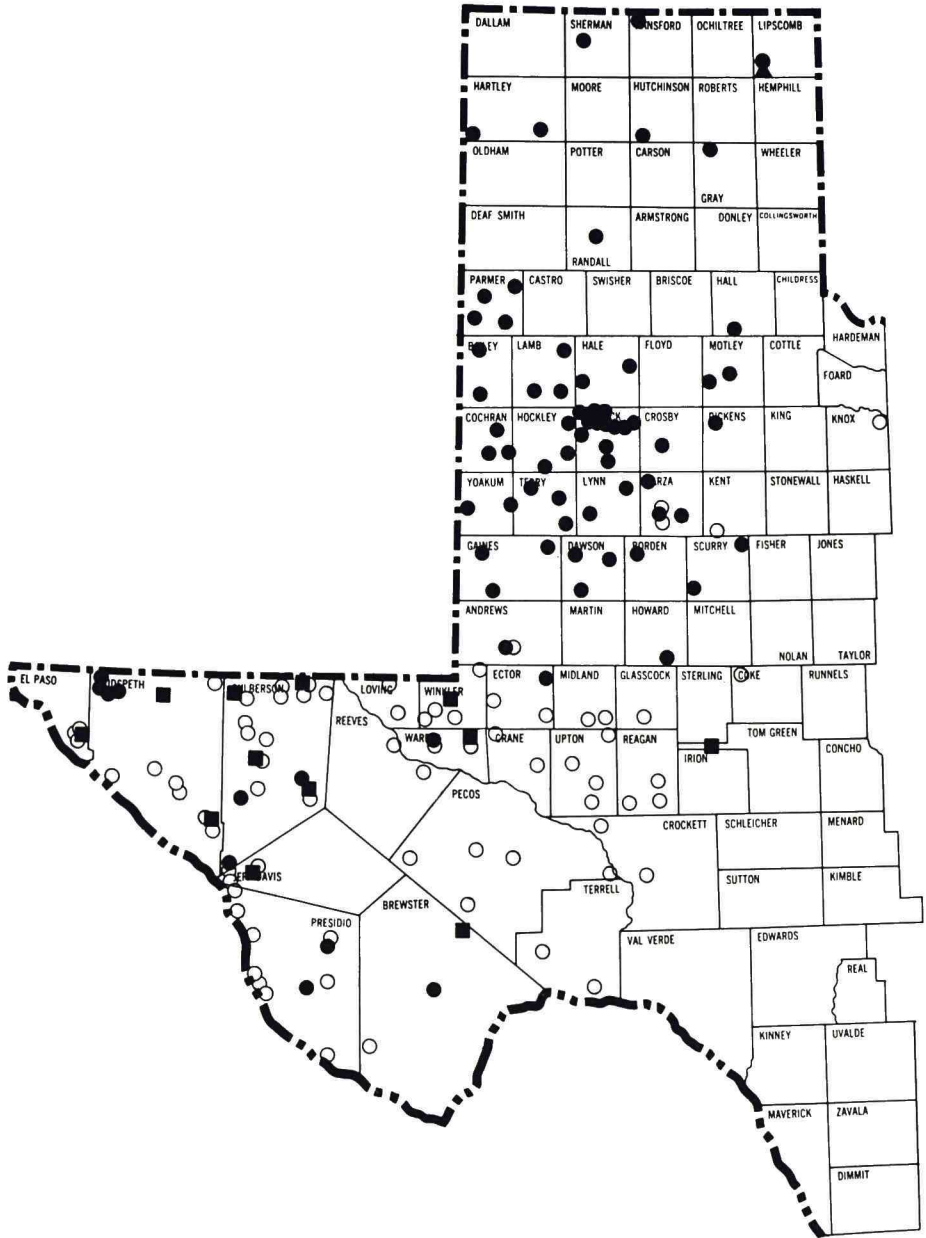 DALLAM
SHERMAN
OCHILTREE
LIPSCOMB
HARTLEY
MOORE
HUTCHINSON
ROBERTS
HEMPHILL
OLDHAM
POTTER
CARSON
WHEELER
GRAY
DEAF SMITH
ARMSTRONG
DONLEY
COLLINGSWORTH
RANDALL
PARMER
CASTRO
SWISHER
BRISCOE
HALL
CHILDRESS
HARDEMAN
LAMB
HALE
FLOYD
MOTLEY
COTTLE
FOARD
COCHRAN
HOCKLEY
CROSBY
KING
KNOX
YOAKUM
LYNN
KENT
STONEWALL
HASKELL
SCURRY
FISHER
JONES
ANDREWS
MARTIN
HOWARD
MITCHELL
NOLAN
TAYLOR
EL PASO
LOVING
WINKLER
ECTOR
MIDLAND
GLASSCOCK
STERLING
RUNNELS
REEVES
CRANE
UPTON
REAGAN
TOM GREEN
IRION
CONCHO
PECOS
CROCKETT
SCHLEICHER
MENARD
SUTTON
KIMBLE
TERRELL
BREWSTER
PRESIDIO
VAL VERDE
EDWARDS
REAL
KINNEY
UVALDE
MAVERICK
ZAVALA
DIMMIT